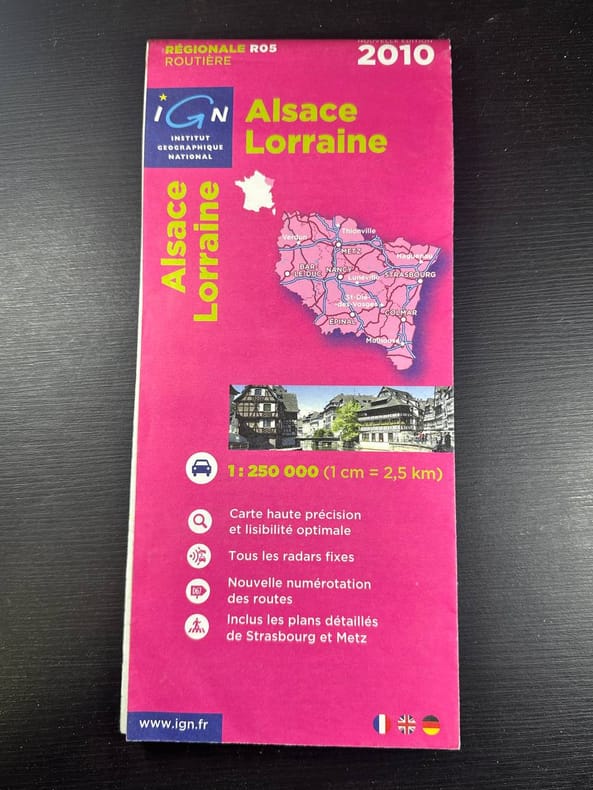 NOUVELLE ÉDITION
RÉGIONALE R05
ROUTIÈRE
2010
iGN
INSTITUT
GEOGRAPHIQUE
NATIONAL
Alsace
Lorraine
Alsace
Lorraine
Verdun
Thionville
METZ
Haguenau
BAR-
LE-DUC
NANCY
Lunéville
STRASBOURG
St-Dié-
des-Vosges
COLMAR
ÉPINAL
Mulhouse
1 : 250 000 (1 cm = 2,5 km)
Carte haute précision
et lisibilité optimale
Tous les radars fixes
D67
Nouvelle numérotation
des routes
Inclus les plans détaillés
de Strasbourg et Metz
www.ign.fr